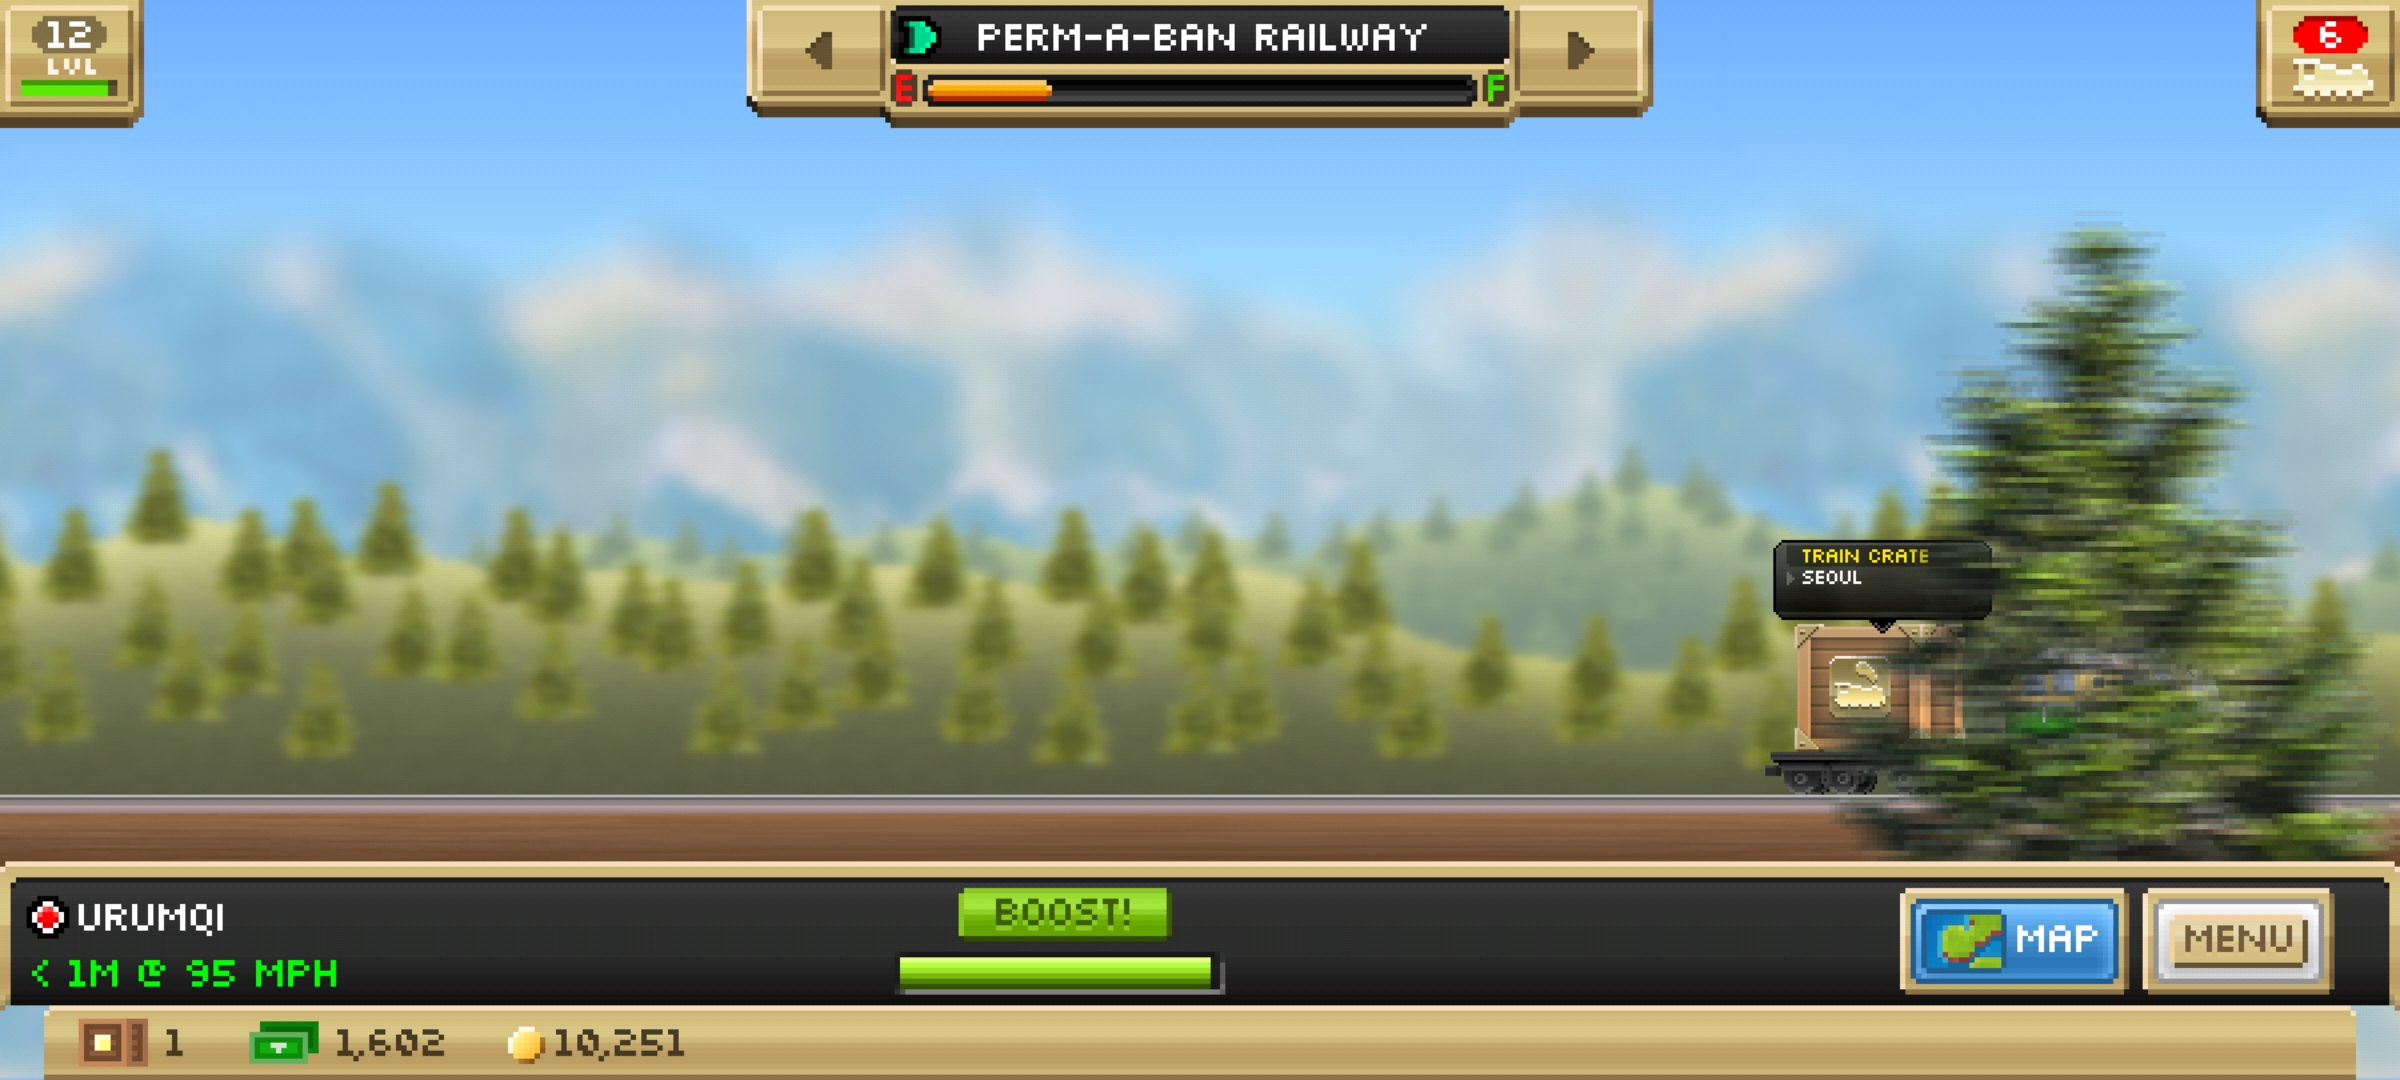 12
LVL
PERM-A-BAN RAILWAY
E F
6
TRAIN CRATE
SEOUL
URUMQI
< 1M @ 95 MPH
BOOST!
MAP
MENU
1 1,602 10,251